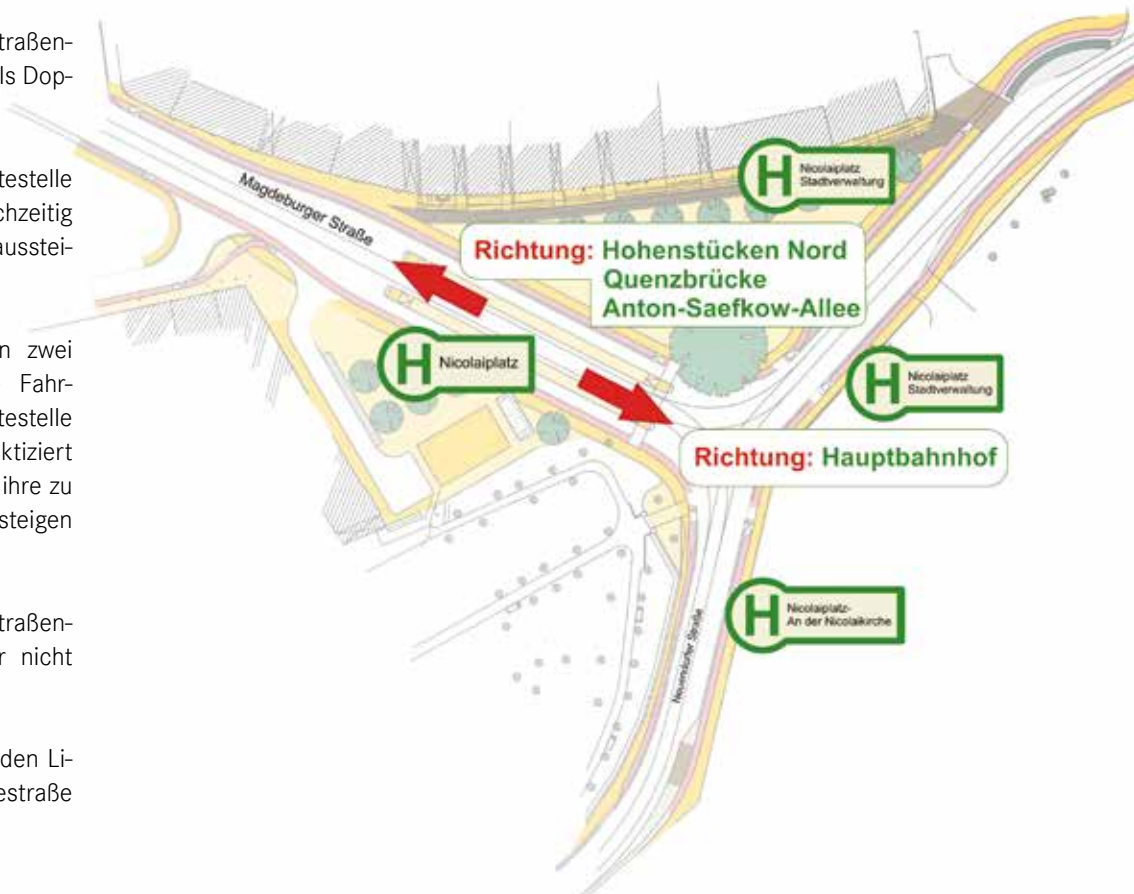 traßen-
ls Dop-
testelle
chzeitig
ausstei-
n zwei
Fahr-
testelle
ktiziert
ihre zu
steigen
traßen-
r nicht
den Li-
estraße
Magdeburger Straße
H Nicolaiplatz
Stadtverwaltung
Richtung: Hohenstücken Nord
Quenzbrücke
Anton-Saefkow-Allee
H Nicolaiplatz
H Nicolaiplatz
Stadtverwaltung
Richtung: Hauptbahnhof
H Nicolaiplatz-
An der Nicolaikirche
Neuendorfer Straße